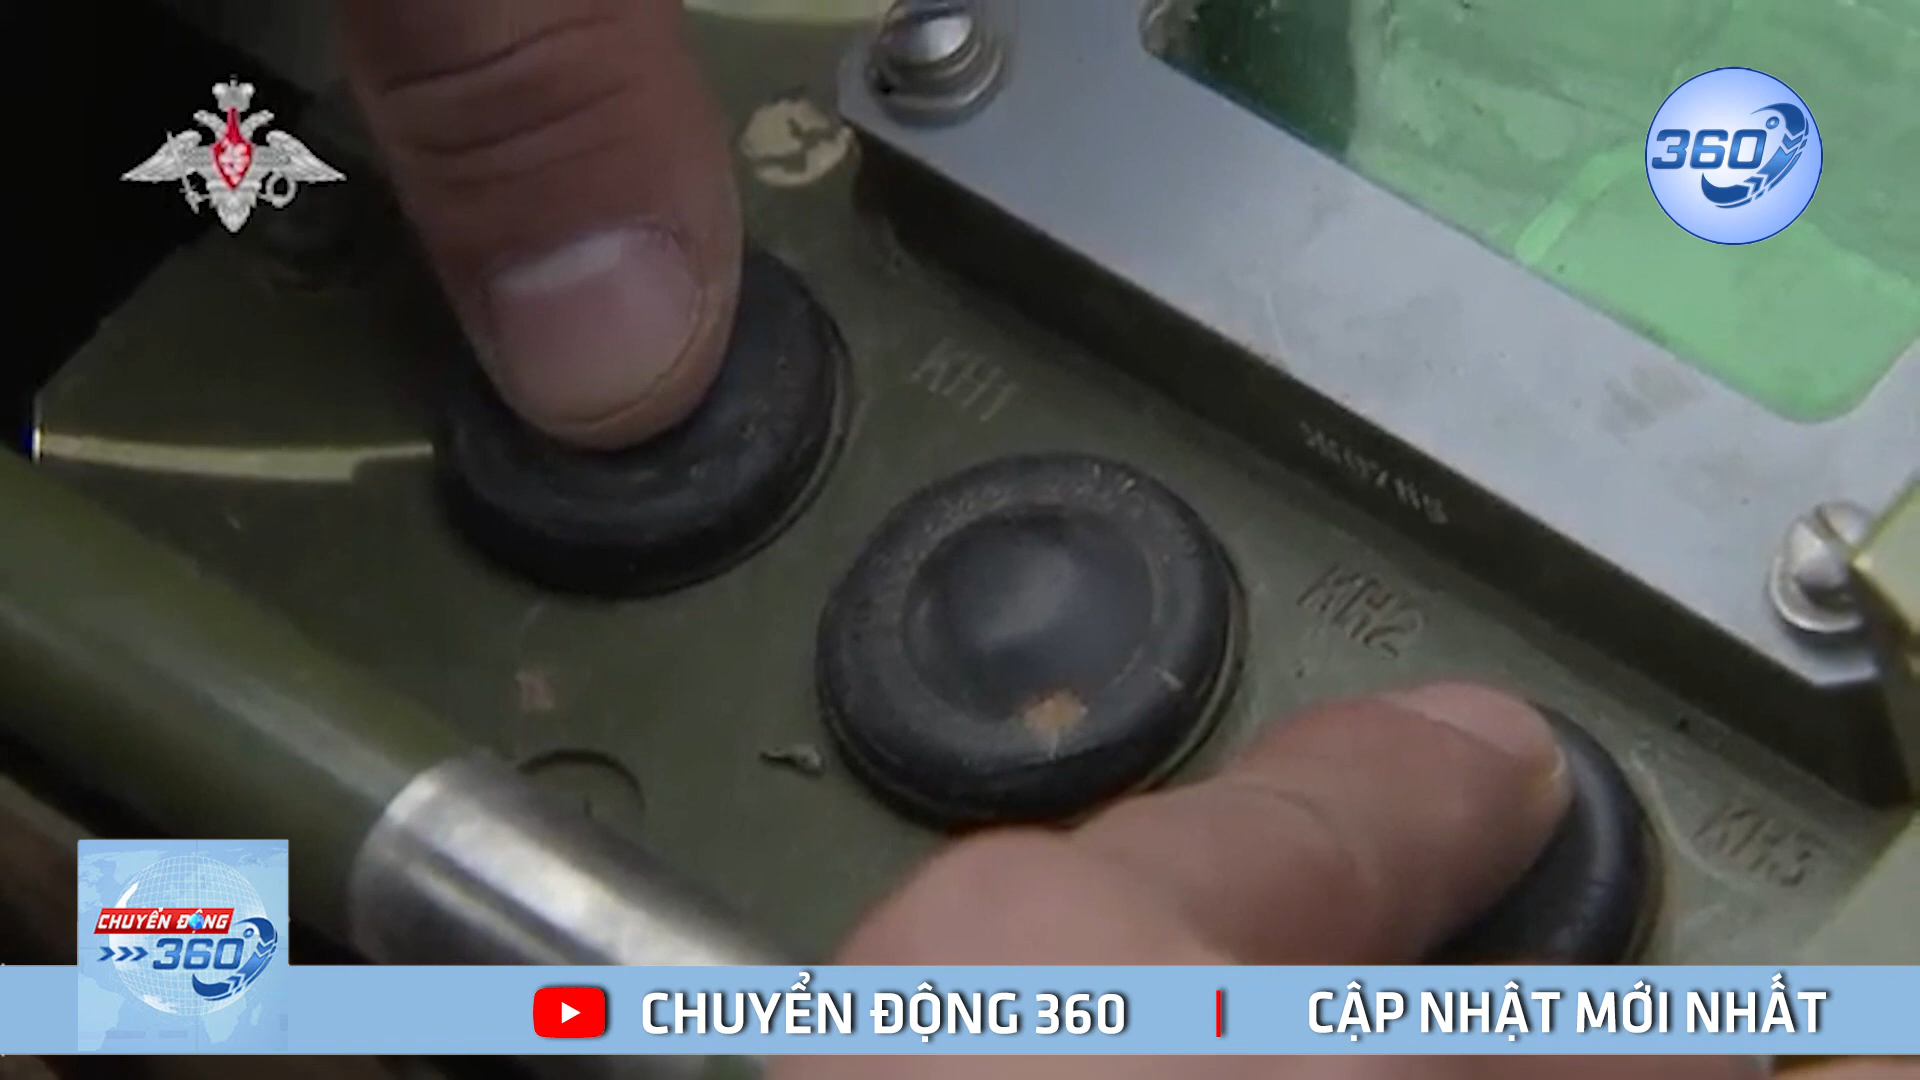 360
КН1
КН2
КН3
CHUYỂN ĐỘNG
360
CHUYỂN ĐỘNG 360 | CẬP NHẬT MỚI NHẤT